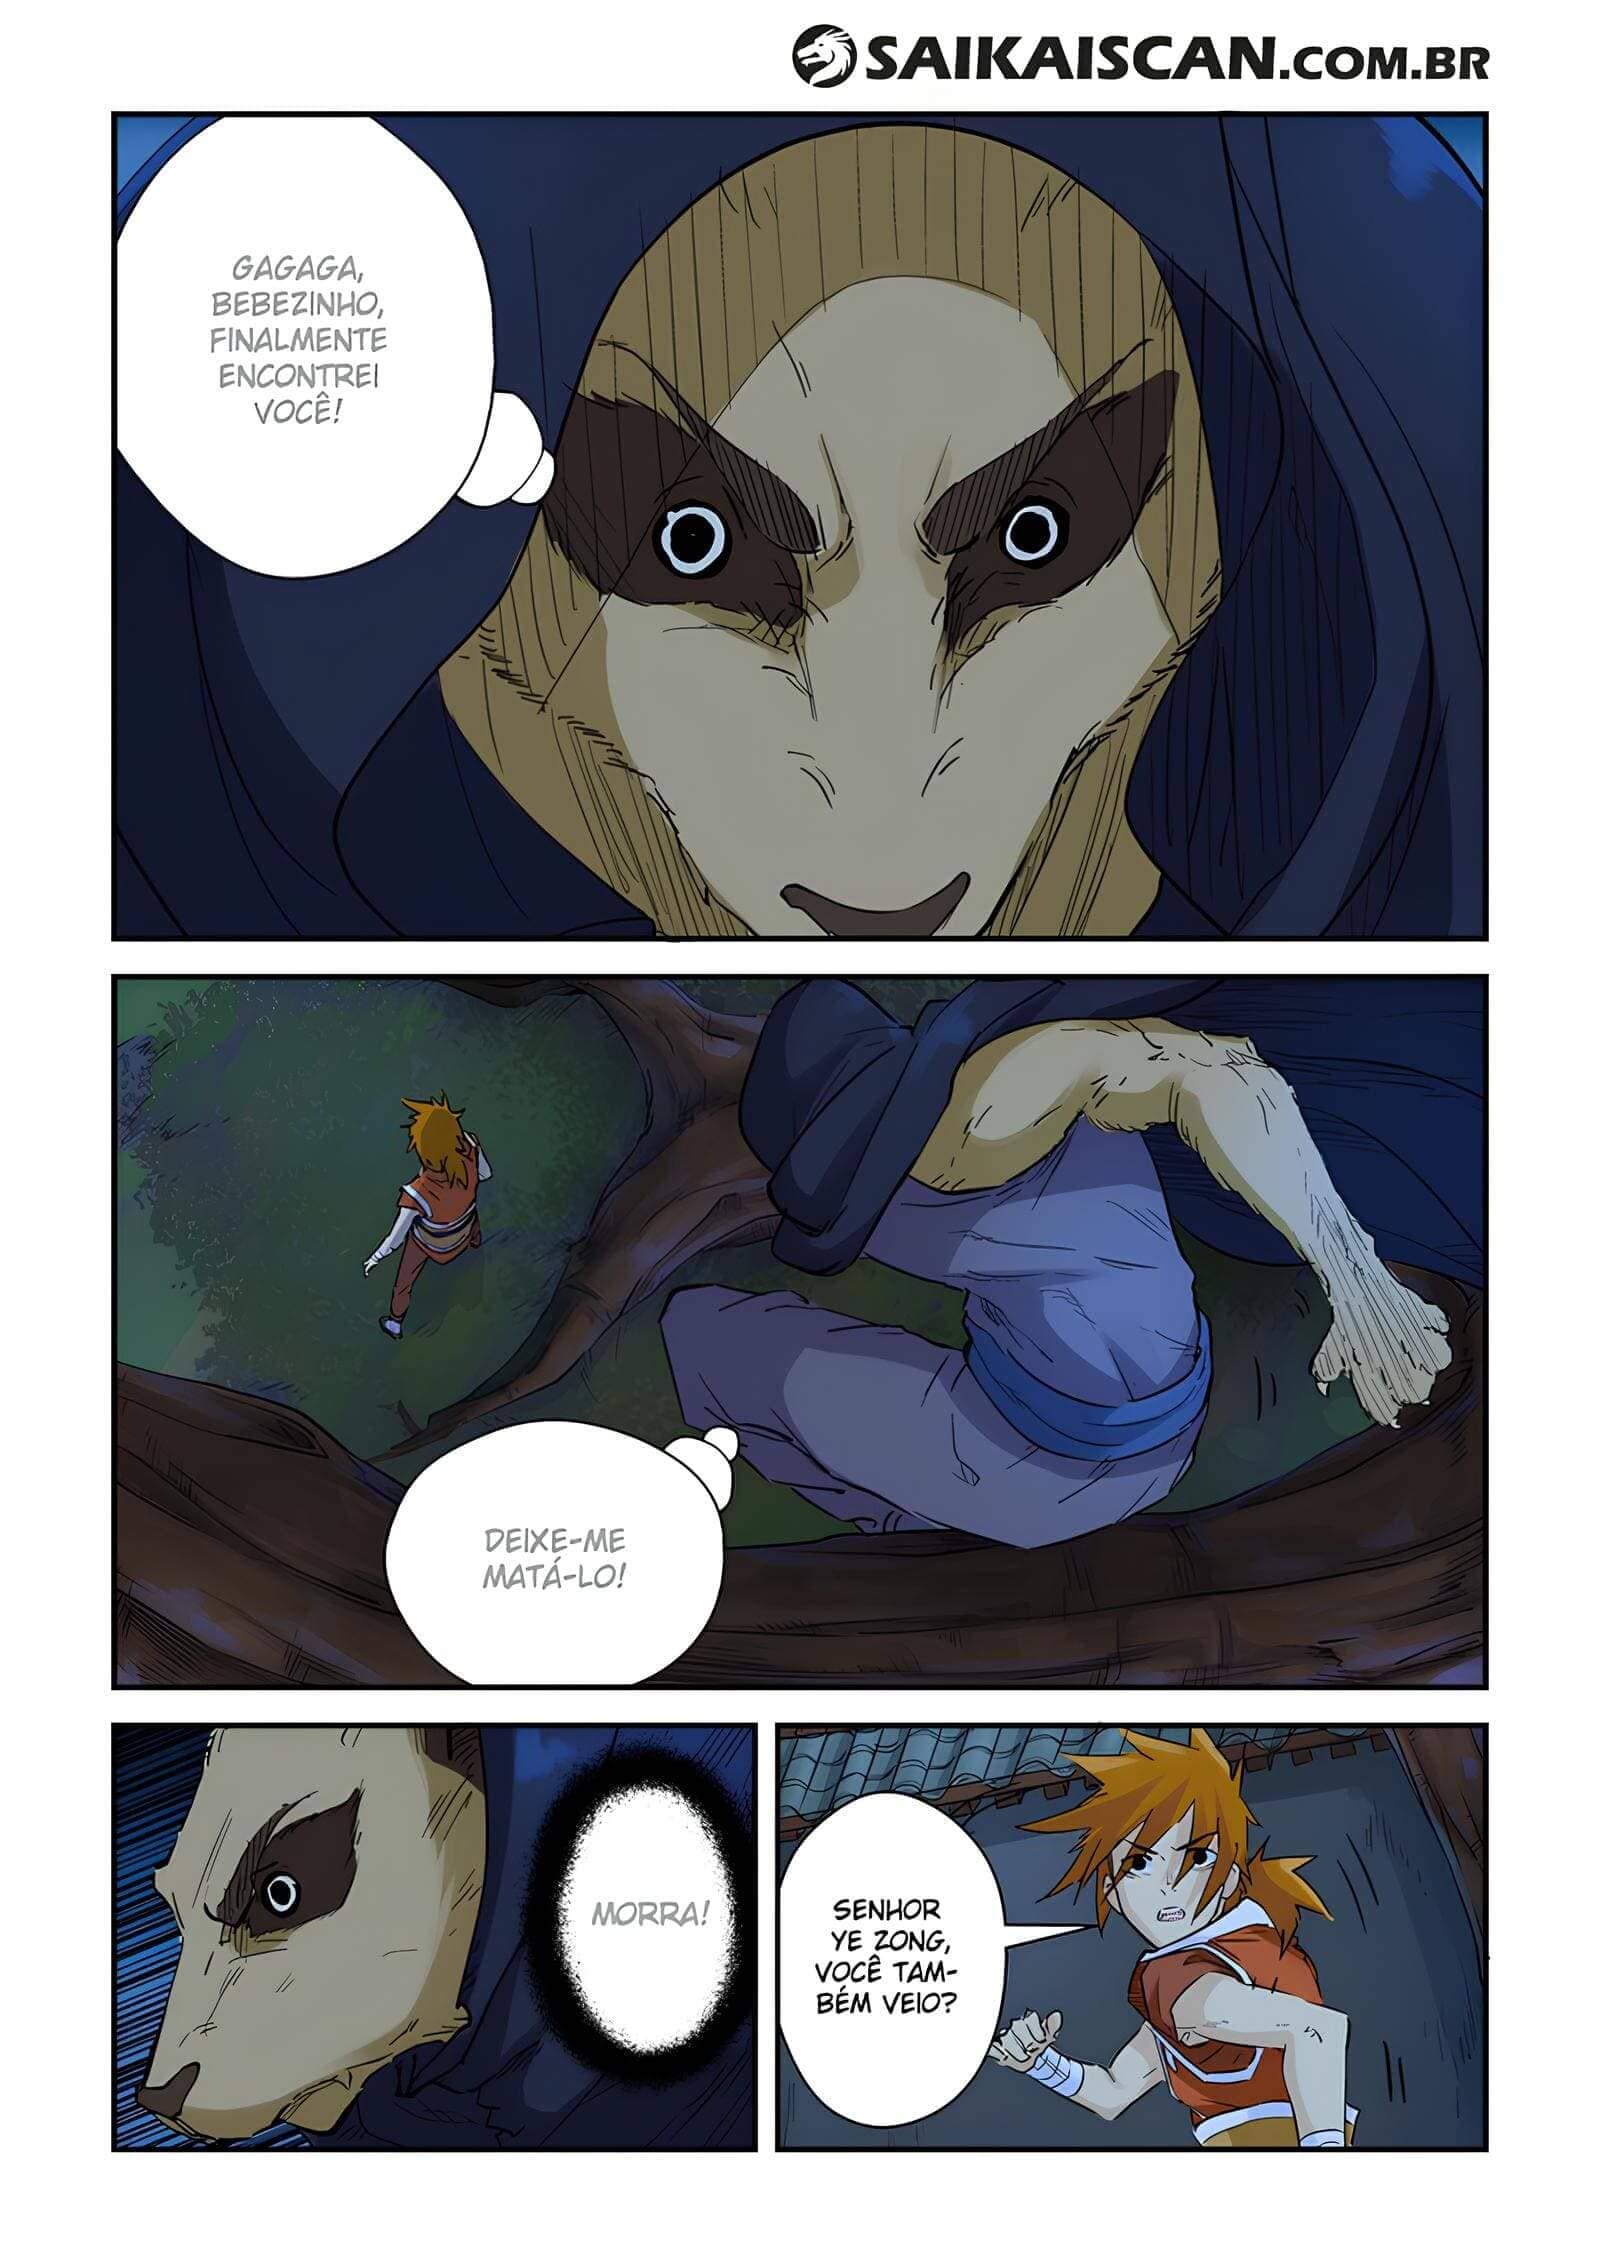 SAIKAISCAN.COM.BR
GAGAGA,
BEBEZINHO,
FINALMENTE
ENCONTREI
VOCÊ!
DEIXE-ME
MATÁ-LO!
MORRA!
SENHOR
YE ZONG,
VOCÊ TAM-
BÉM VEIO?